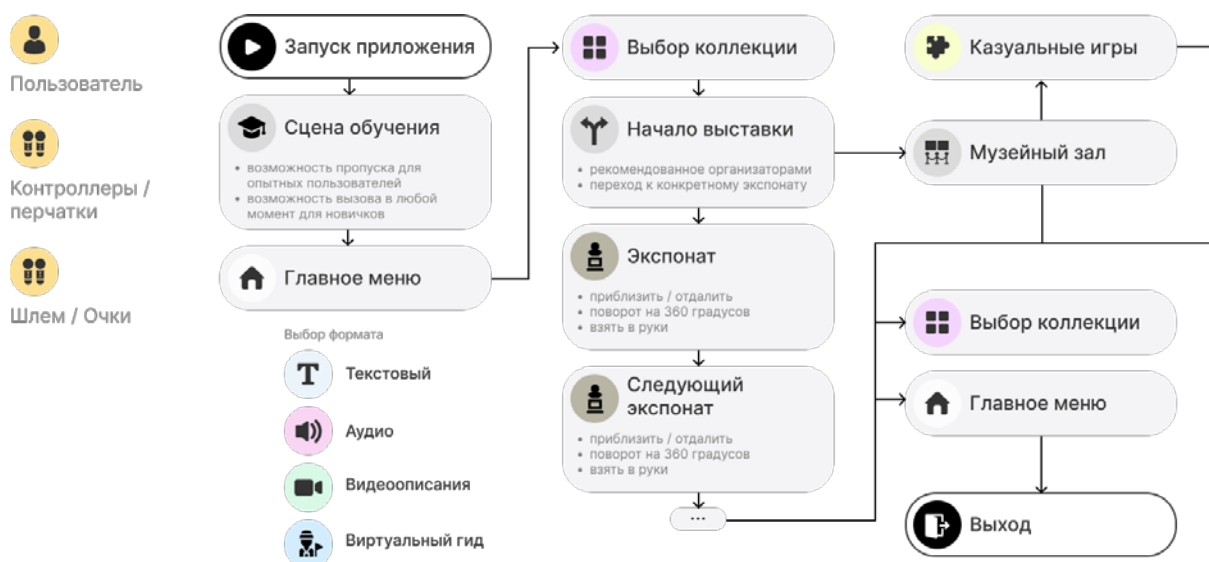 Пользователь
Контроллеры /
перчатки
Шлем / Очки
Запуск приложения
Сцена обучения
• возможность пропуска для
опытных пользователей
• возможность вызова в любой
момент для новичков
Главное меню
Выбор формата
T
Текстовый
Аудио
Видеоописания
Виртуальный гид
Выбор коллекции
Начало выставки
• рекомендованное организаторами
• переход к конкретному экспонату
Экспонат
• приблизить / отдалить
• поворот на 360 градусов
• взять в руки
Следующий
экспонат
• приблизить / отдалить
• поворот на 360 градусов
• взять в руки
...
Казуальные игры
Музейный зал
Выбор коллекции
Главное меню
Выход